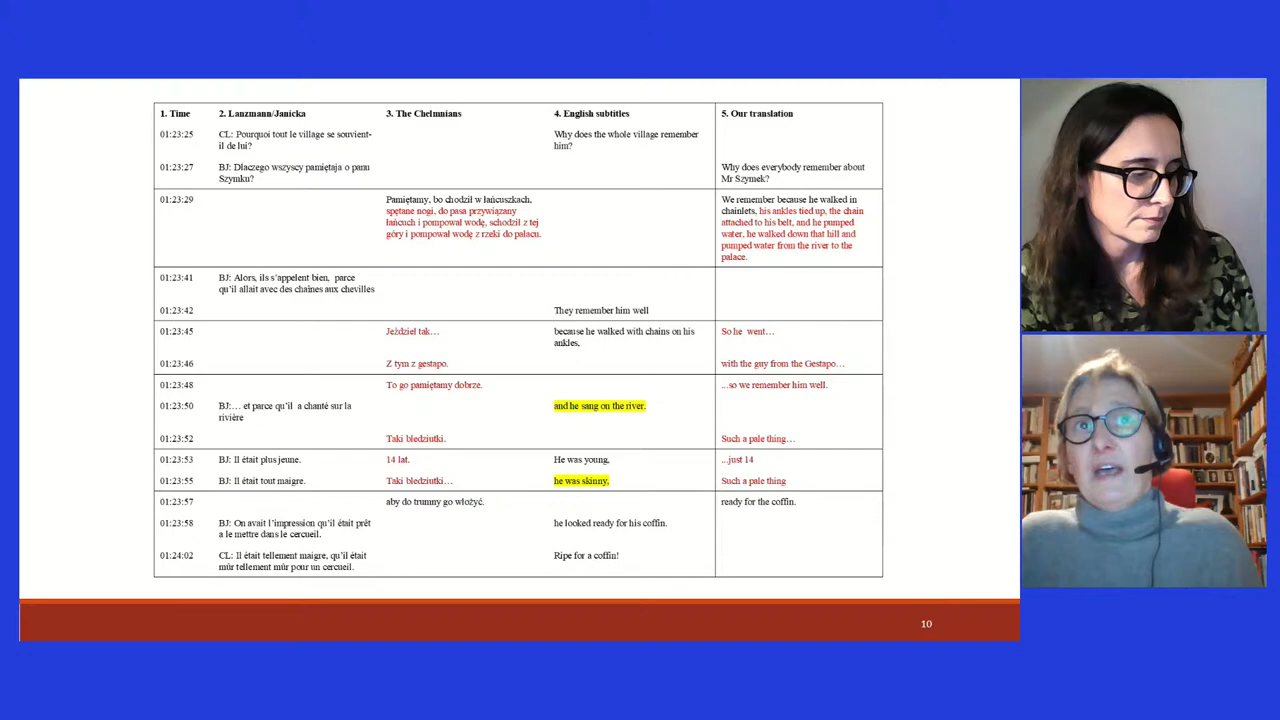 1. Time
2. Lanzmann/Janicka
3. The Chelmnians
4. English subtitles
5. Our translation
01:23:25
CL: Pourquoi tout le village se souvient-
il de lui?
Why does the whole village remember
him?
01:23:27
BJ: Dlaczego wszyscy pamiętaja o panu
Szymku?
Why does everybody remember about
Mr Szymek?
01:23:29
Pamiętamy, bo chodził w łańcuszkach,
spętane nogi, do pasa przywiązany
łańcuch i pompował wodę, schodził z tej
góry i pompował wodę z rzeki do pałacu.
We remember because he walked in
chainlets, his ankles tied up, the chain
attached to his belt, and he pumped
water, he walked down that hill and
pumped water from the river to the
palace.
01:23:41
BJ: Alors, ils s'appelent bien, parce
qu'il allait avec des chaînes aux chevilles
01:23:42
They remember him well
01:23:45
Jeździeł tak…
because he walked with chains on his
ankles,
So he went…
01:23:46
Z tym z gestapo.
with the guy from the Gestapo…
01:23:48
To go pamiętamy dobrze.
...so we remember him well.
01:23:50
BJ:… et parce qu'il a chanté sur la
rivière
and he sang on the river.
01:23:52
Taki bledziutki.
Such a pale thing…
01:23:53
BJ: Il était plus jeune.
14 lat.
He was young,
...just 14
01:23:55
BJ: Il était tout maigre.
Taki bledziutki…
he was skinny,
Such a pale thing
01:23:57
aby do trumny go włożyć.
ready for the coffin.
01:23:58
BJ: On avait l'impression qu'il était prêt
a le mettre dans le cercueil.
he looked ready for his coffin.
01:24:02
CL: Il était tellement maigre, qu'il était
mûr tellement mûr pour un cercueil.
Ripe for a coffin!
10